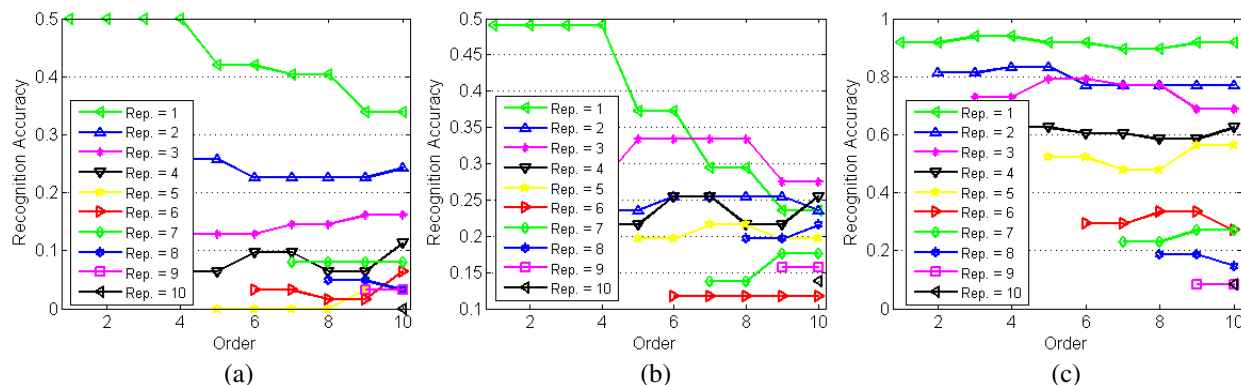 0.5
0.4
0.3
0.2
0.1
0
Recognition Accuracy
Rep. = 1
Rep. = 2
Rep. = 3
Rep. = 4
Rep. = 5
Rep. = 6
Rep. = 7
Rep. = 8
Rep. = 9
Rep. = 10
2 4 6 8 10
Order
(a)
0.5
0.45
0.4
0.35
0.3
0.25
0.2
0.15
0.1
Recognition Accuracy
Rep. = 1
Rep. = 2
Rep. = 3
Rep. = 4
Rep. = 5
Rep. = 6
Rep. = 7
Rep. = 8
Rep. = 9
Rep. = 10
2 4 6 8 10
Order
(b)
1
0.8
0.6
0.4
0.2
0
Recognition Accuracy
Rep. = 1
Rep. = 2
Rep. = 3
Rep. = 4
Rep. = 5
Rep. = 6
Rep. = 7
Rep. = 8
Rep. = 9
Rep. = 10
2 4 6 8 10
Order
(c)